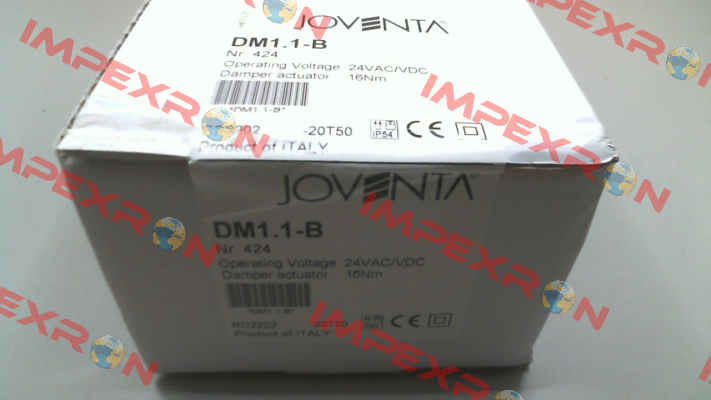 JOVENTA
DM1.1-B
Nr. 424
Operating Voltage 24VAC/VDC
Damper actuator 16Nm
"DM1.1-B"
-20T50 IP54 CE
Product of ITALY
JOVENTA
DM1.1-B
Nr. 424
Operating Voltage 24VAC/VDC
Damper actuator 16Nm
"DM1.1-B"
RD2202 -20T50 IP54 CE
Product of ITALY
IMPEXRON
IMPEXRON
IMPEXRON
IMPEXRON
IMPEXRON
IMPEXRON